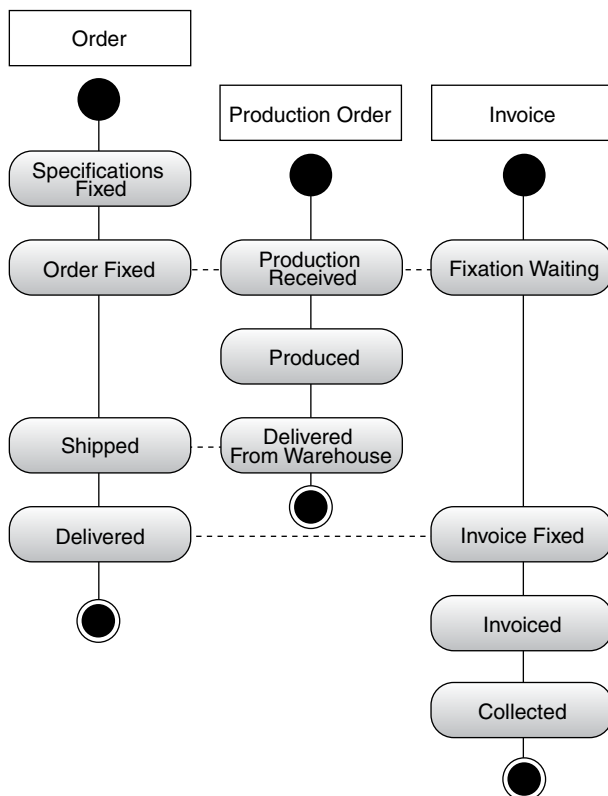 Order
Production Order
Invoice
Specifications
Fixed
Order Fixed
Production
Received
Fixation Waiting
Produced
Shipped
Delivered
From Warehouse
Delivered
Invoice Fixed
Invoiced
Collected